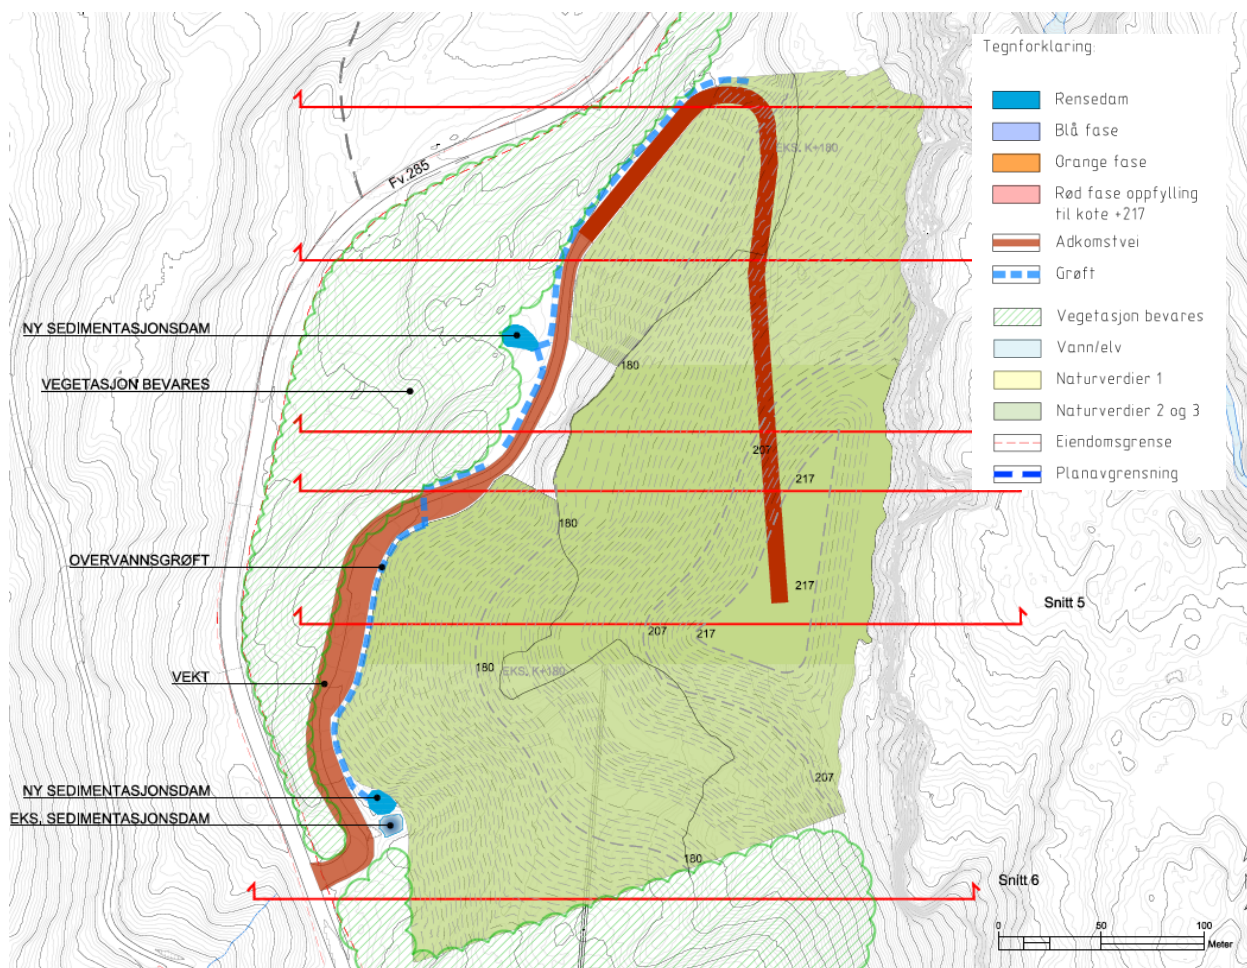 Tegnforklaring:
Rensedam
Blå fase
Orange fase
Rød fase oppfylling
til kote +217
Adkomstvei
Grøft
Vegetasjon bevares
Vann/elv
Naturverdier 1
Naturverdier 2 og 3
Eiendomsgrense
Planavgrensning
EKS. K+180
Fv.285
NY SEDIMENTASJONSDAM
180
VEGETASJON BEVARES
207
217
180
OVERVANNSGRØFT
217
Snitt 5
207
217
180
EKS. K+180
VEKT
207
NY SEDIMENTASJONSDAM
EKS. SEDIMENTASJONSDAM
180
Snitt 6
0
50
100
Meter